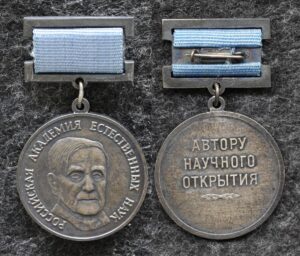 РОССИЙСКАЯ АКАДЕМИЯ ЕСТЕСТВЕННЫХ НАУК
АВТОРУ
НАУЧНОГО
ОТКРЫТИЯ